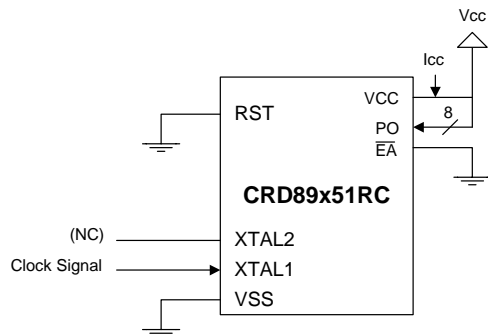 Vcc
Icc
VCC
8
RST
PO
EA
CRD89x51RC
(NC)
XTAL2
Clock Signal
XTAL1
VSS